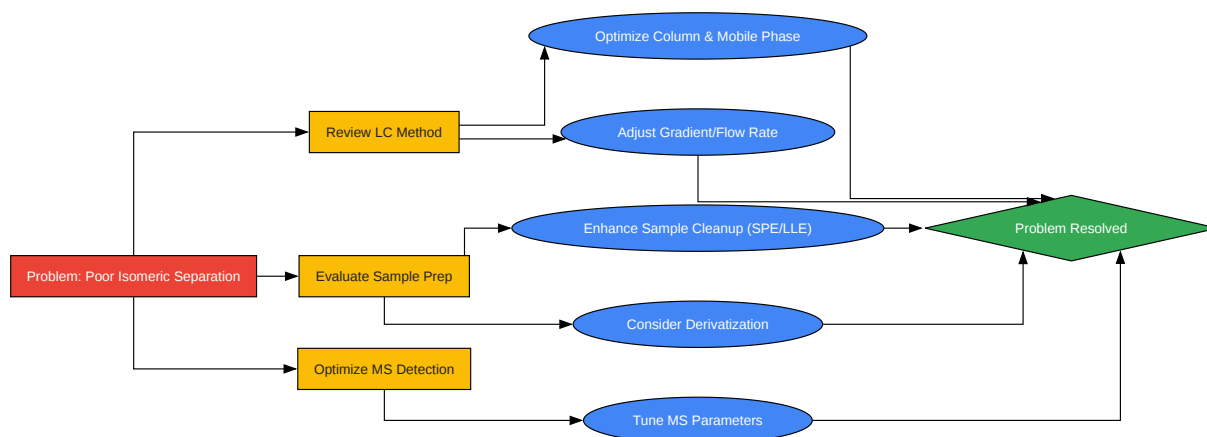 Optimize Column & Mobile Phase
Review LC Method
Adjust Gradient/Flow Rate
Enhance Sample Cleanup (SPE/LLE)
Problem Resolved
Problem: Poor Isomeric Separation
Evaluate Sample Prep
Consider Derivatization
Optimize MS Detection
Tune MS Parameters